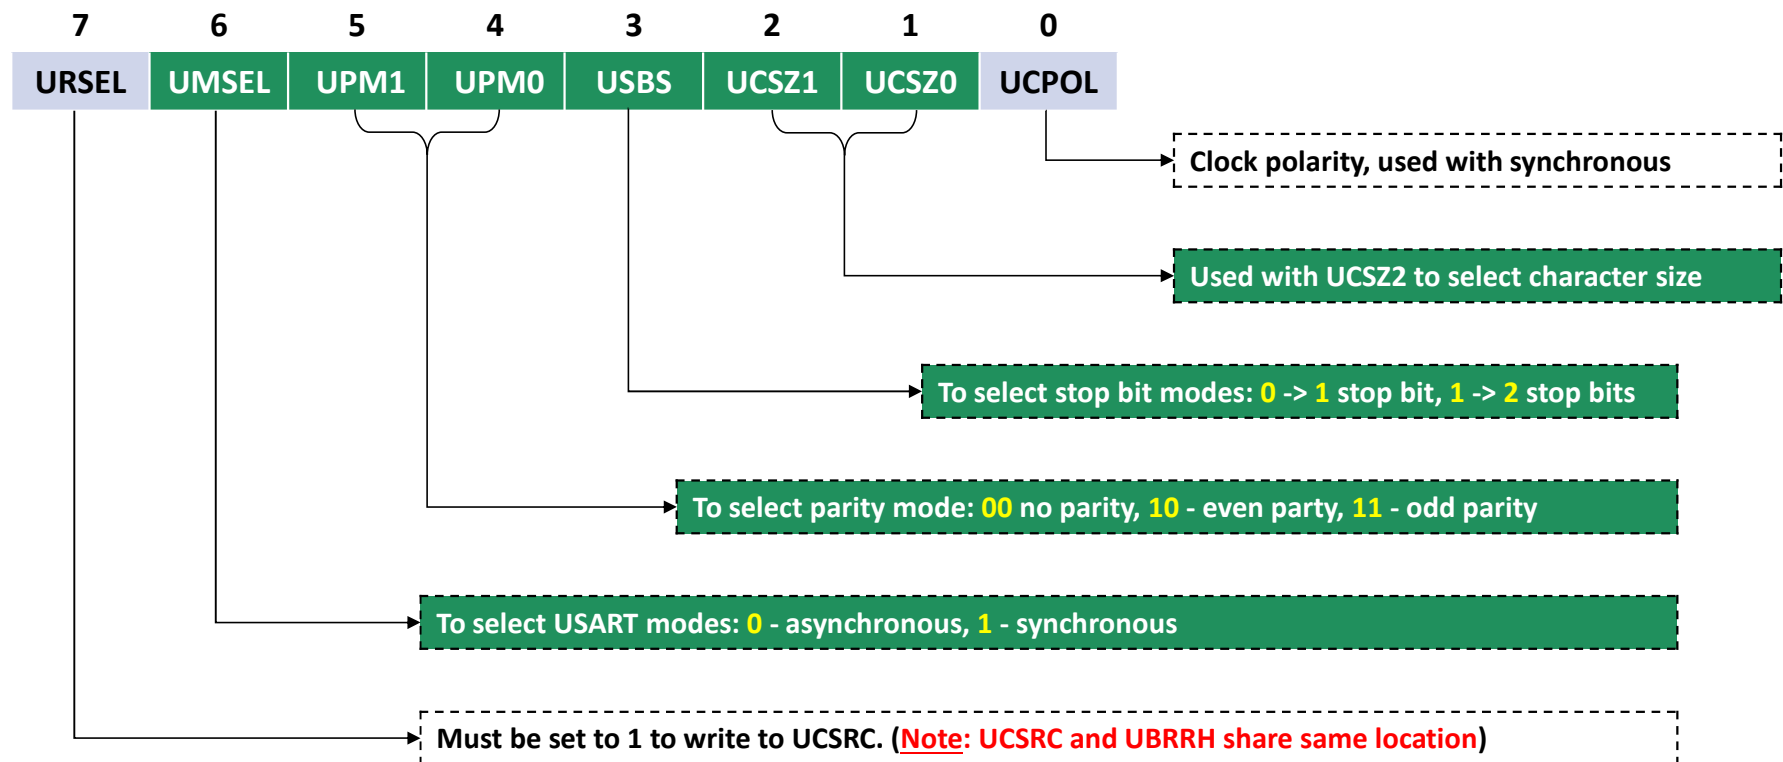 7 6 5 4 3 2 1 0
URSEL UMSEL UPM1 UPM0 USBS UCSZ1 UCSZ0 UCPOL
Clock polarity, used with synchronous
Used with UCSZ2 to select character size
To select stop bit modes: 0 -> 1 stop bit, 1 -> 2 stop bits
To select parity mode: 00 no parity, 10 - even party, 11 - odd parity
To select USART modes: 0 - asynchronous, 1 - synchronous
Must be set to 1 to write to UCSRC. (Note: UCSRC and UBRRH share same location)